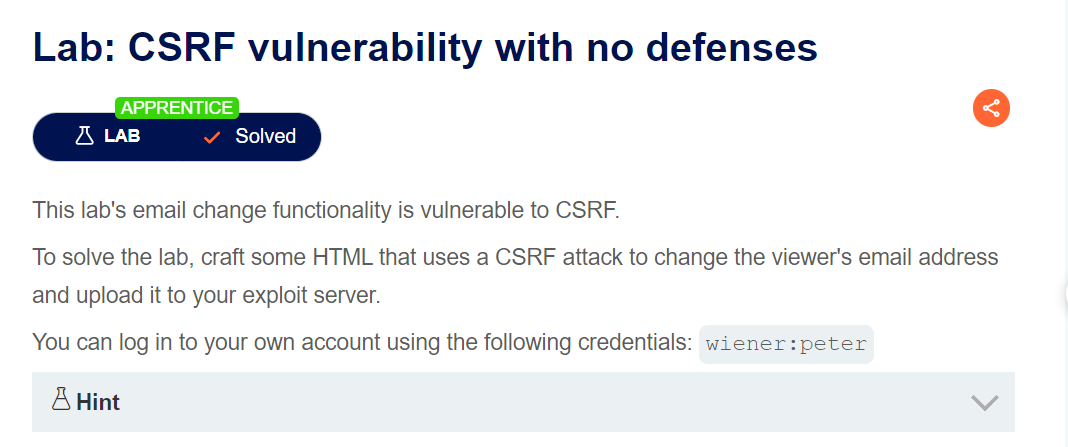 Lab: CSRF vulnerability with no defenses
APPRENTICE
LAB Solved
This lab's email change functionality is vulnerable to CSRF.
To solve the lab, craft some HTML that uses a CSRF attack to change the viewer's email address
and upload it to your exploit server.
You can log in to your own account using the following credentials: wiener:peter
Hint